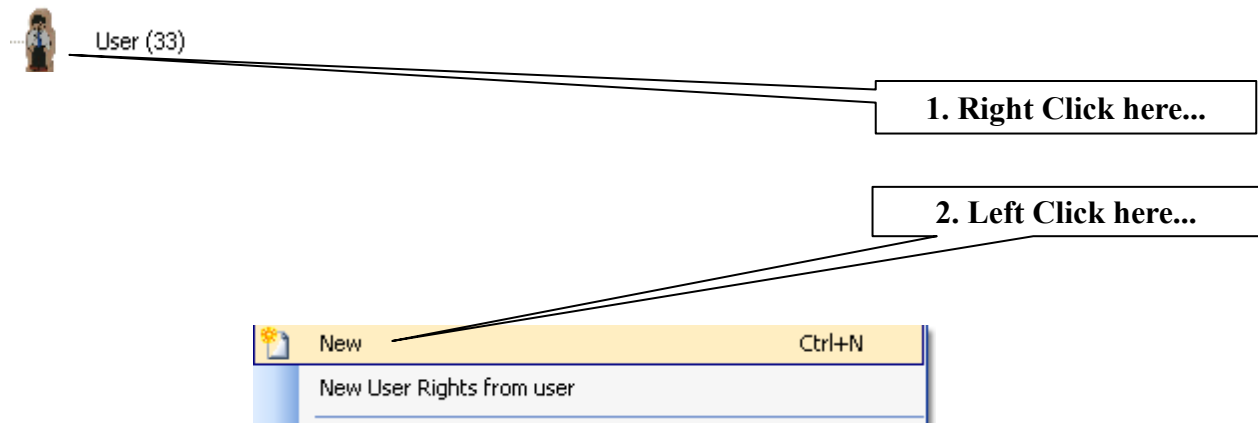 User (33)
1. Right Click here...
2. Left Click here...
New Ctrl+N
New User Rights from user